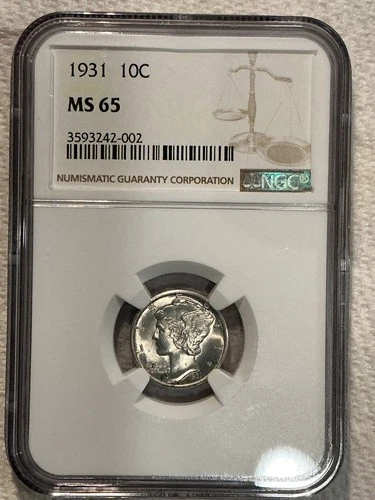 1931 10C
MS 65
3593242-002
NUMISMATIC GUARANTY CORPORATION
NGC